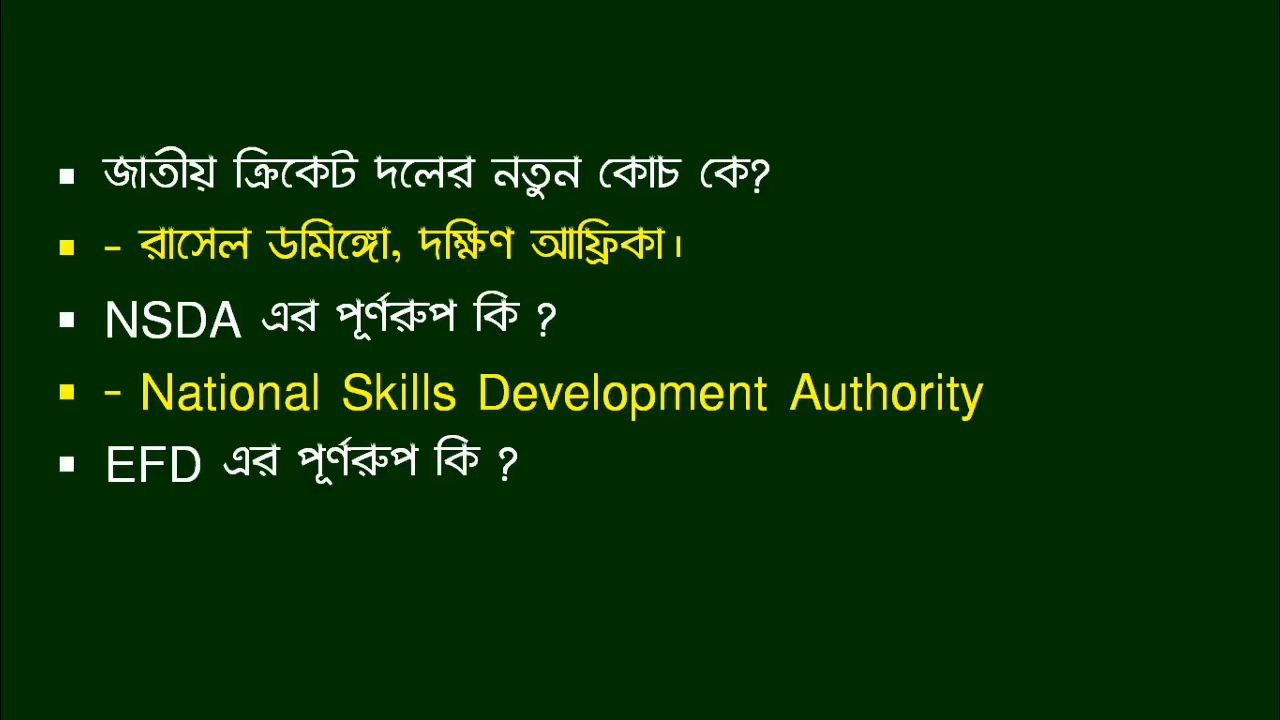 ▪ জাতীয় ক্রিকেট দলের নতুন কোচ কে?
▪ - রাসেল ডমিঙ্গো, দক্ষিণ আফ্রিকা।
▪ NSDA এর পূর্ণরুপ কি ?
▪ - National Skills Development Authority
▪ EFD এর পূর্ণরুপ কি ?